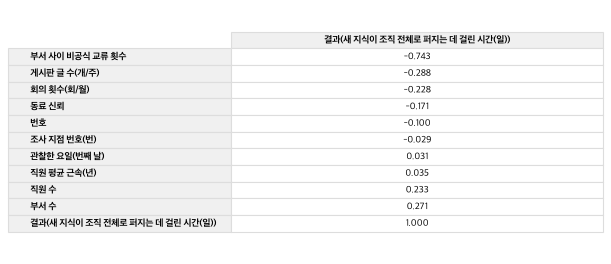 결과(새 지식이 조직 전체로 퍼지는 데 걸린 시간(일))
부서 사이 비공식 교류 횟수 -0.743
게시판 글 수(개/주) -0.288
회의 횟수(회/월) -0.228
동료 신뢰 -0.171
번호 -0.100
조사 지점 번호(번) -0.029
관찰한 요일(번째 날) 0.031
직원 평균 근속(년) 0.035
직원 수 0.233
부서 수 0.271
결과(새 지식이 조직 전체로 퍼지는 데 걸린 시간(일)) 1.000